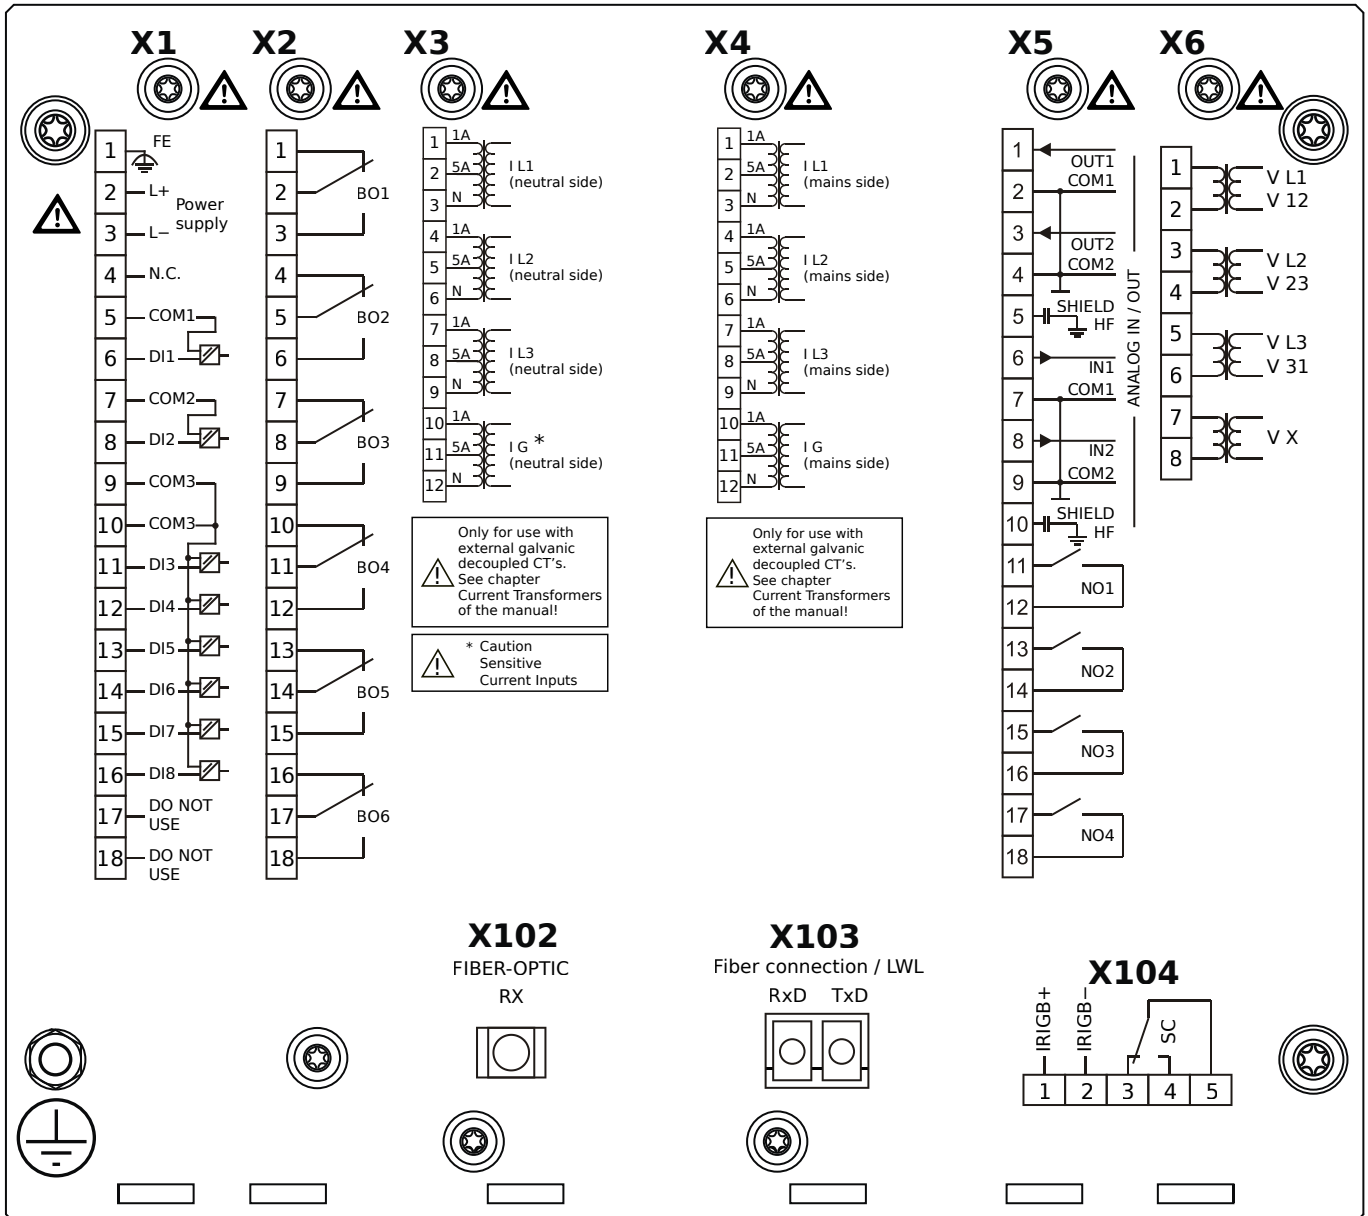 X1
X2
X3
X4
X5
X6
1
FE
2
L+
Power
supply
3
L−
4
N.C.
5
COM1
6
DI1
7
COM2
8
DI2
9
COM3
10
COM3
11
DI3
12
DI4
13
DI5
14
DI6
15
DI7
16
DI8
17
DO NOT
USE
18
DO NOT
USE
1
2
BO1
3
4
5
BO2
6
7
8
BO3
9
10
11
BO4
12
13
14
BO5
15
16
17
BO6
18
1
1A
2
5A
I L1
(neutral side)
3
N
4
1A
5
5A
I L2
(neutral side)
6
N
7
1A
8
5A
I L3
(neutral side)
9
N
10
1A
11
5A
I G *
(neutral side)
12
N
Only for use with
external galvanic
decoupled CT's.
See chapter
Current Transformers
of the manual!
* Caution
Sensitive
Current Inputs
1
1A
2
5A
I L1
(mains side)
3
N
4
1A
5
5A
I L2
(mains side)
6
N
7
1A
8
5A
I L3
(mains side)
9
N
10
1A
11
5A
I G
(mains side)
12
N
Only for use with
external galvanic
decoupled CT's.
See chapter
Current Transformers
of the manual!
1
OUT1
2
COM1
3
OUT2
4
COM2
5
SHIELD
HF
6
IN1
7
COM1
8
IN2
9
COM2
10
SHIELD
HF
ANALOG IN / OUT
11
NO1
12
13
NO2
14
15
NO3
16
17
NO4
18
1
V L1
2
V 12
3
V L2
4
V 23
5
V L3
6
V 31
7
V X
8
X102
FIBER-OPTIC
RX
X103
Fiber connection / LWL
RxD TxD
X104
IRIGB+
IRIGB−
SC
1 2 3 4 5